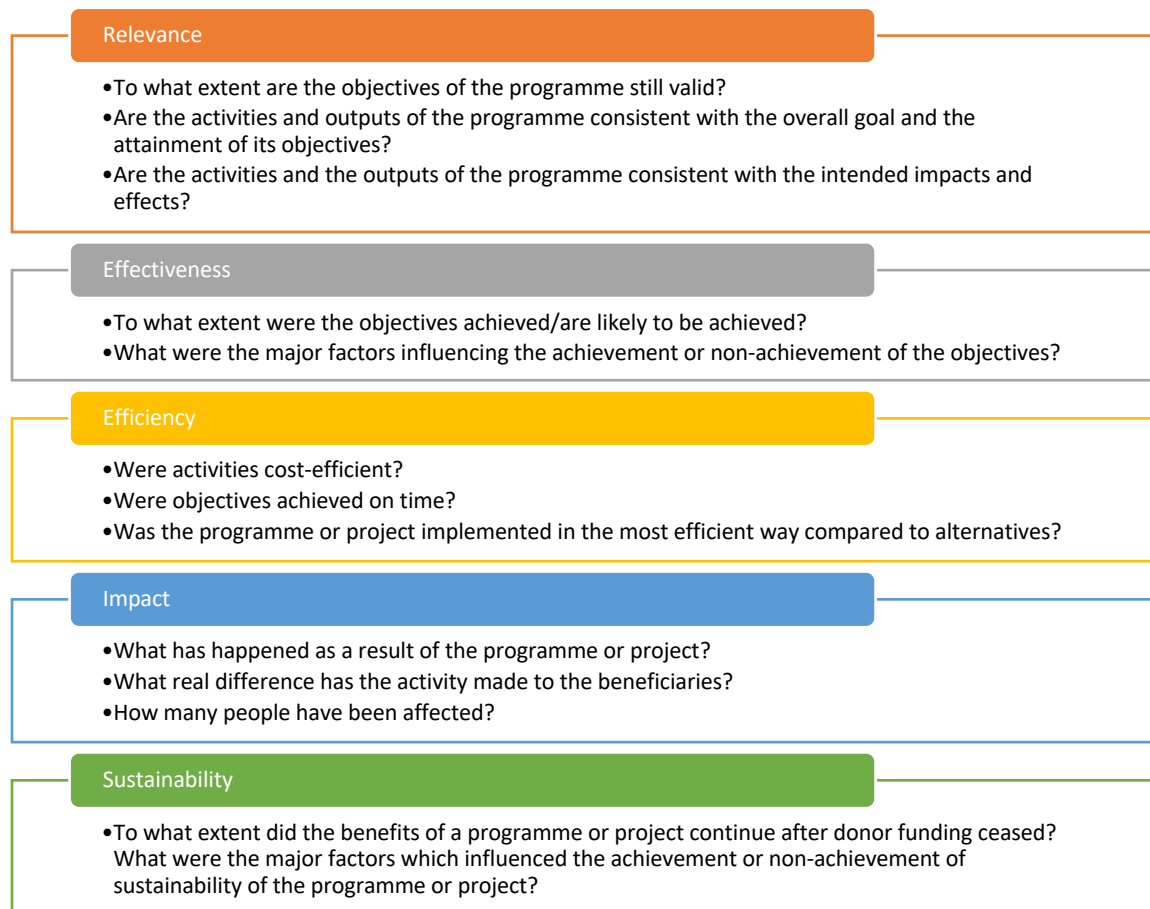 Relevance
•To what extent are the objectives of the programme still valid?
•Are the activities and outputs of the programme consistent with the overall goal and the
attainment of its objectives?
•Are the activities and the outputs of the programme consistent with the intended impacts and
effects?
Effectiveness
•To what extent were the objectives achieved/are likely to be achieved?
•What were the major factors influencing the achievement or non-achievement of the objectives?
Efficiency
•Were activities cost-efficient?
•Were objectives achieved on time?
•Was the programme or project implemented in the most efficient way compared to alternatives?
Impact
•What has happened as a result of the programme or project?
•What real difference has the activity made to the beneficiaries?
•How many people have been affected?
Sustainability
•To what extent did the benefits of a programme or project continue after donor funding ceased?
What were the major factors which influenced the achievement or non-achievement of
sustainability of the programme or project?